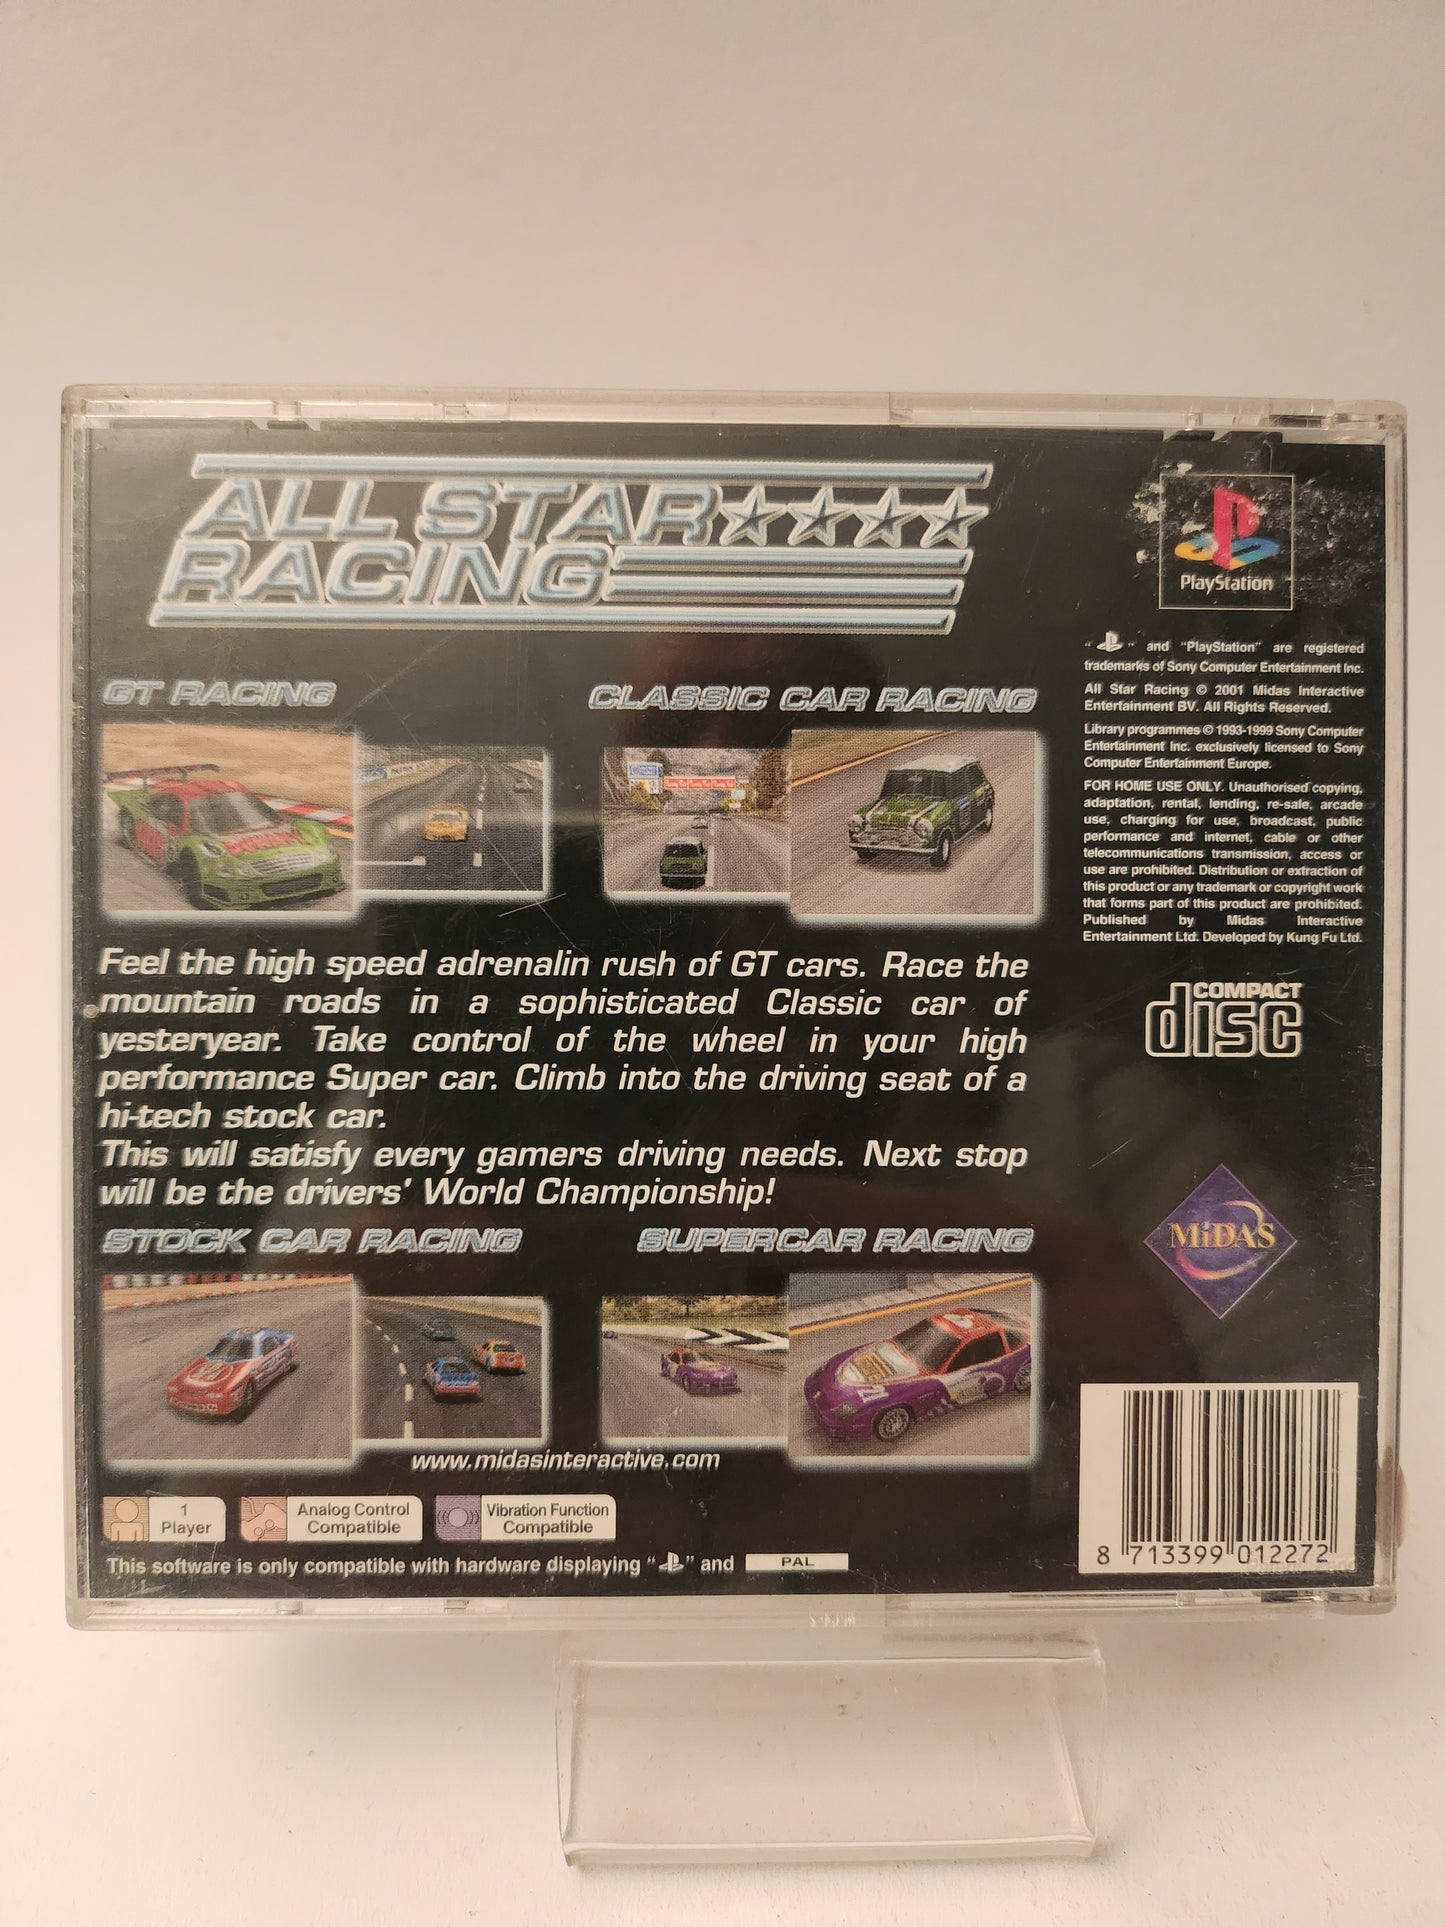 ALL STAR
RACING
PlayStation
" " and "PlayStation" are registered
trademarks of Sony Computer Entertainment Inc.
All Star Racing © 2001 Midas Interactive
Entertainment BV. All Rights Reserved.
Library programmes © 1993-1999 Sony Computer
Entertainment Inc. exclusively licensed to Sony
Computer Entertainment Europe.
FOR HOME USE ONLY. Unauthorised copying,
adaptation, rental, lending, re-sale, arcade
use, charging for use, broadcast, public
performance and internet, cable or other
telecommunications transmission, access or
use are prohibited. Distribution or extraction of
this product or any trademark or copyright work
that forms part of this product are prohibited.
Published by Midas Interactive
Entertainment Ltd. Developed by Kung Fu Ltd.
GT RACING
CLASSIC CAR RACING
Feel the high speed adrenalin rush of GT cars. Race the
mountain roads in a sophisticated Classic car of
yesteryear. Take control of the wheel in your high
performance Super car. Climb into the driving seat of a
hi-tech stock car.
This will satisfy every gamers driving needs. Next stop
will be the drivers' World Championship!
COMPACT
disc
MiDAS
STOCK CAR RACING
SUPERCAR RACING
www.midasinteractive.com
1
Player
Analog Control
Compatible
Vibration Function
Compatible
This software is only compatible with hardware displaying " " and PAL
8 713399 012272